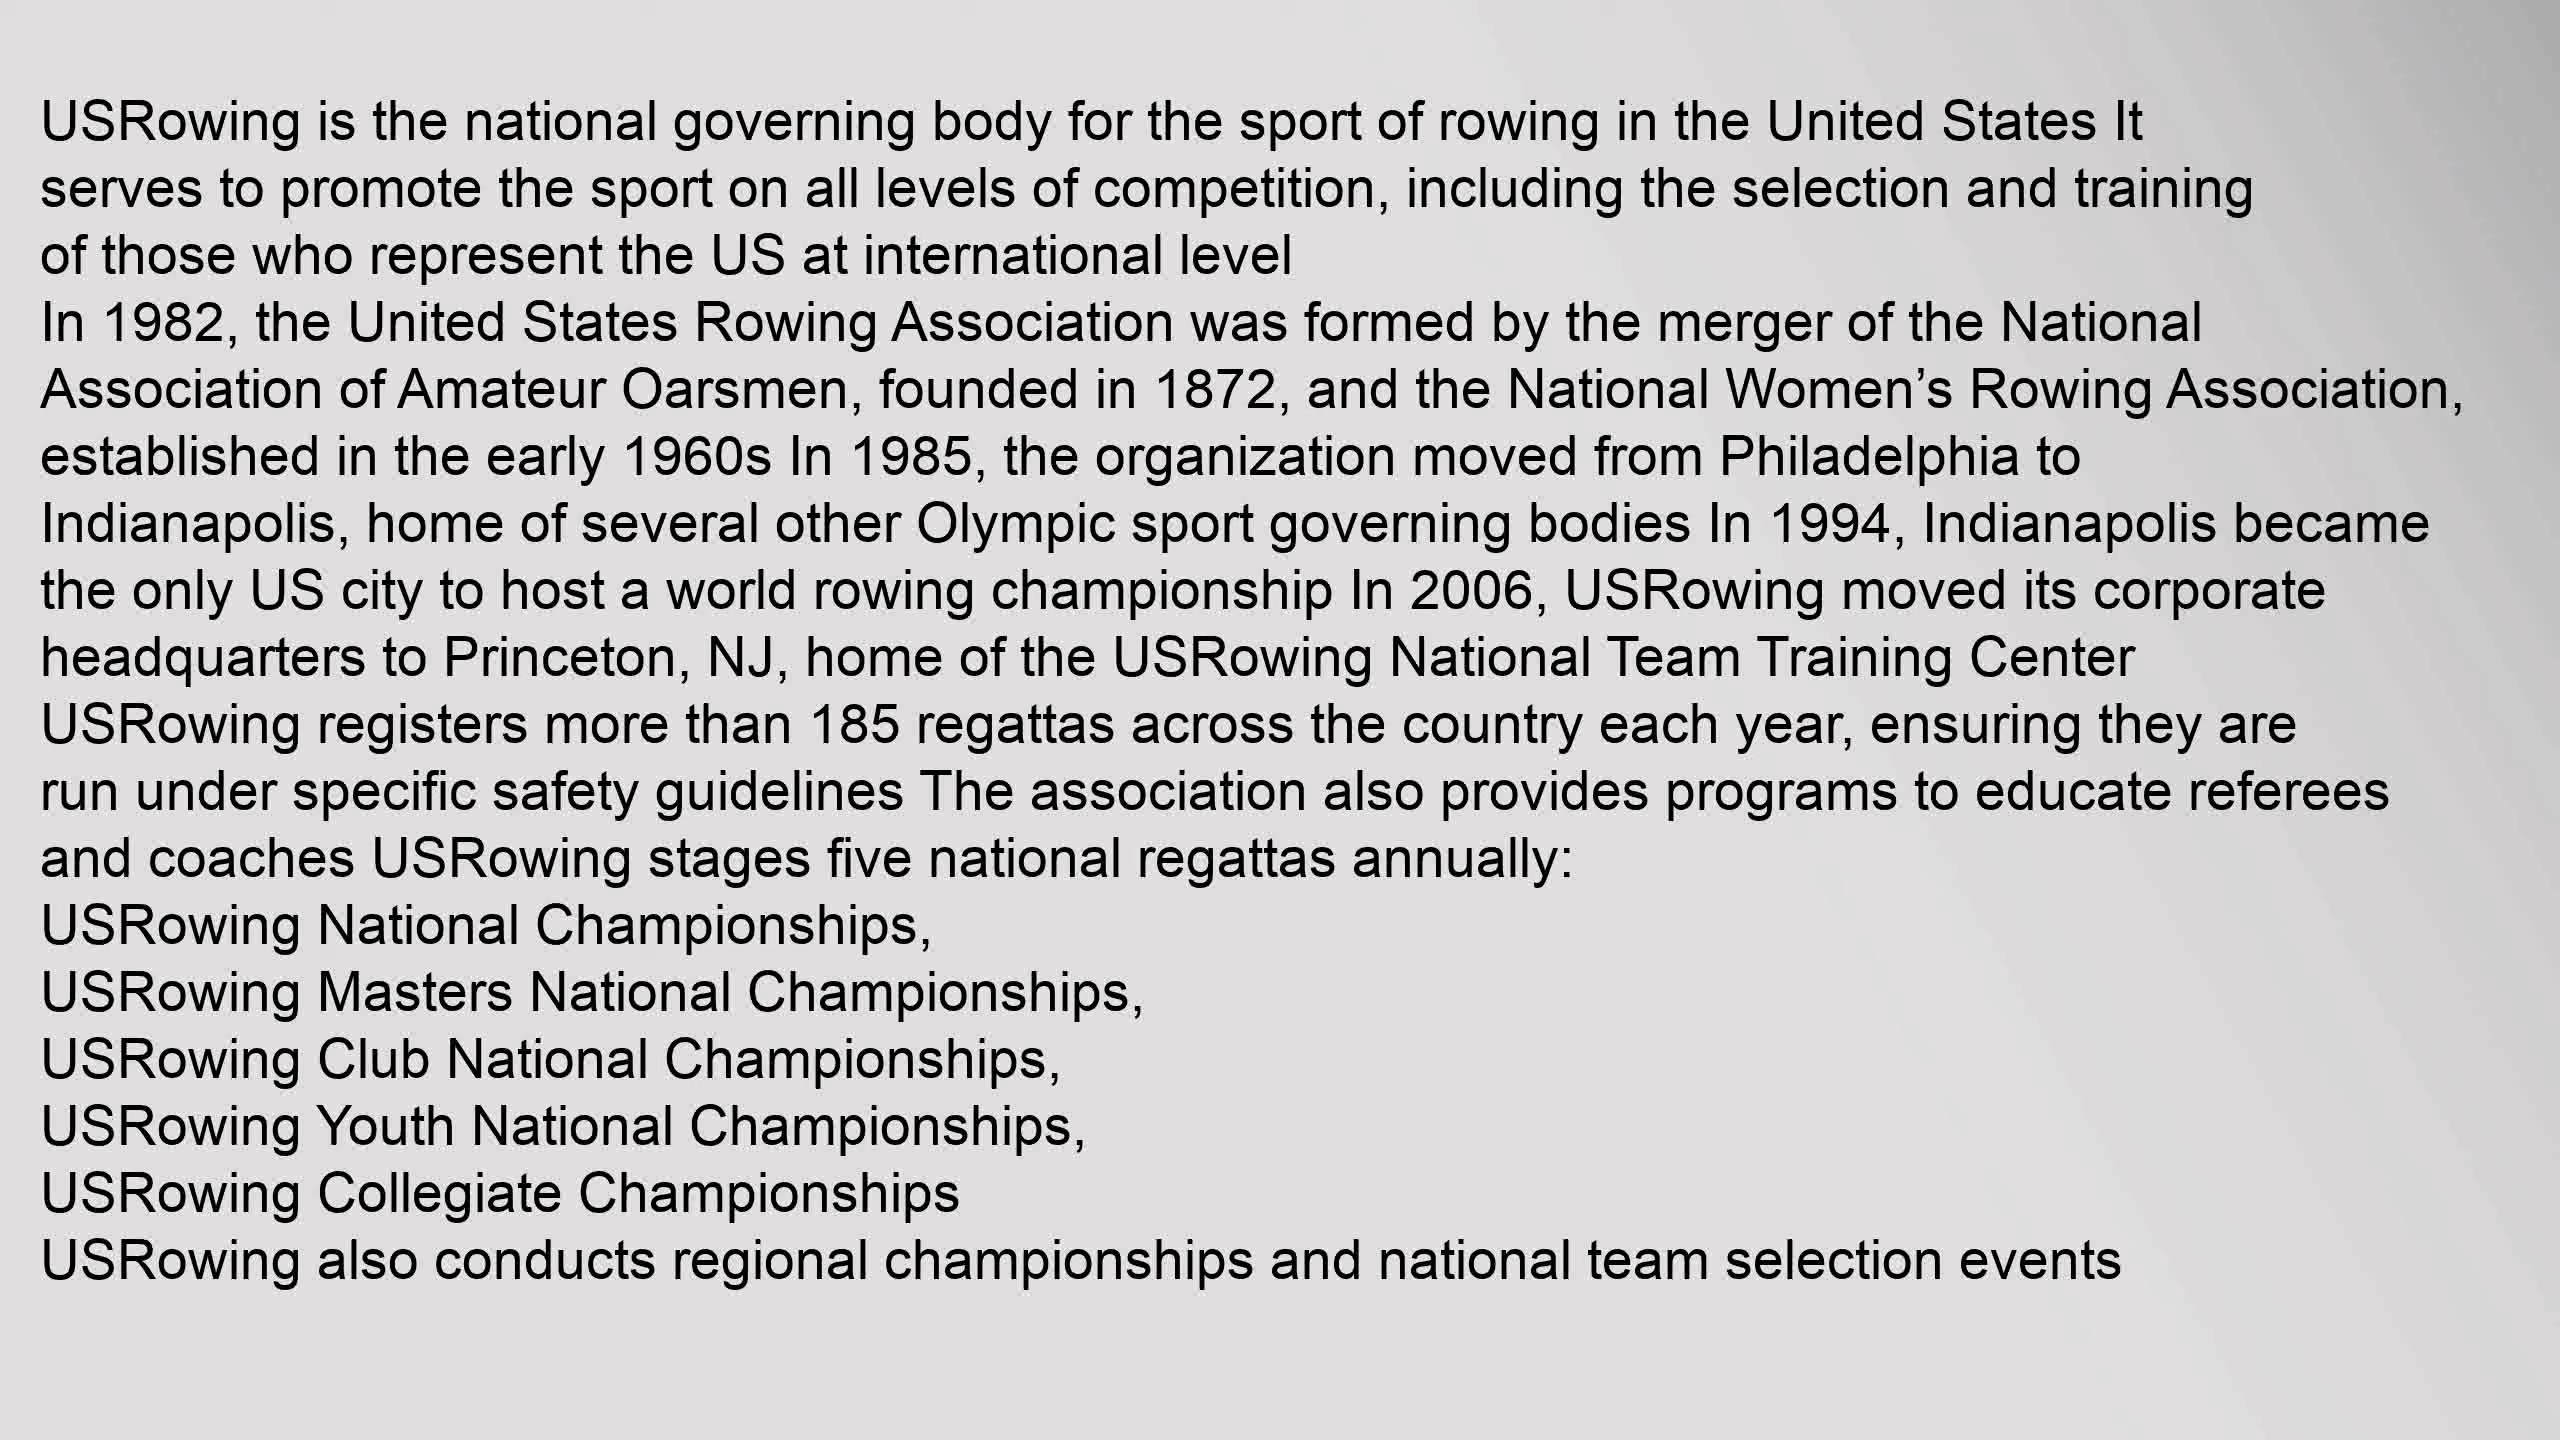 USRowing is the national governing body for the sport of rowing in the United States It
serves to promote the sport on all levels of competition, including the selection and training
of those who represent the US at international level
In 1982, the United States Rowing Association was formed by the merger of the National
Association of Amateur Oarsmen, founded in 1872, and the National Women’s Rowing Association,
established in the early 1960s In 1985, the organization moved from Philadelphia to
Indianapolis, home of several other Olympic sport governing bodies In 1994, Indianapolis became
the only US city to host a world rowing championship In 2006, USRowing moved its corporate
headquarters to Princeton, NJ, home of the USRowing National Team Training Center
USRowing registers more than 185 regattas across the country each year, ensuring they are
run under specific safety guidelines The association also provides programs to educate referees
and coaches USRowing stages five national regattas annually:
USRowing National Championships,
USRowing Masters National Championships,
USRowing Club National Championships,
USRowing Youth National Championships,
USRowing Collegiate Championships
USRowing also conducts regional championships and national team selection events